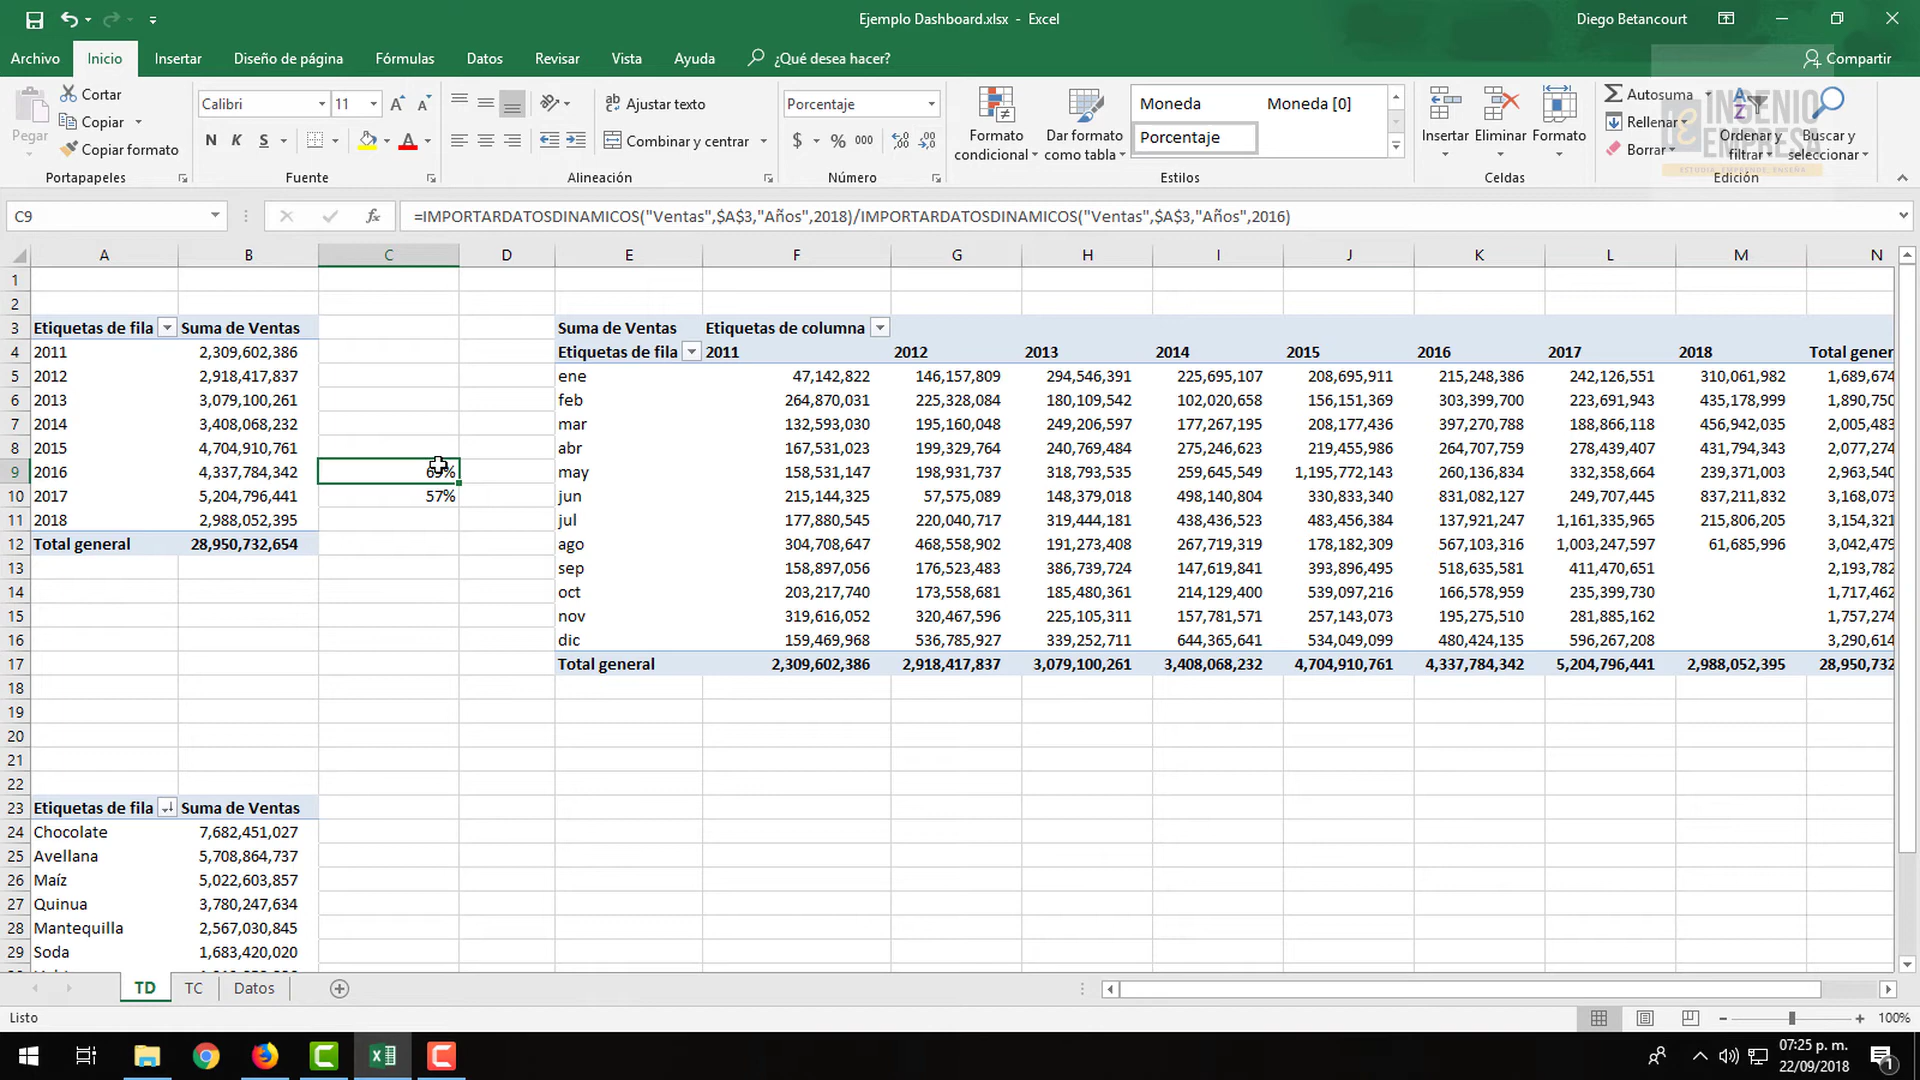 Ejemplo Dashboard.xlsx - Excel
Diego Betancourt
Archivo Inicio Insertar Diseño de página Fórmulas Datos Revisar Vista Ayuda ¿Qué desea hacer? Compartir
Pegar
Cortar
Copiar
Copiar formato
Portapapeles
Calibri 11
N K S
Fuente
Ajustar texto
Combinar y centrar
Alineación
Porcentaje
$ % 000
Número
Formato condicional
Dar formato como tabla
Moneda Moneda [0]
Porcentaje
Estilos
Insertar Eliminar Formato
Celdas
Autosuma
Rellenar
Borrar
Ordenar y filtrar
Buscar y seleccionar
Edición
INGENIO
EMPRESA
ESTUDIA, EMPRENDE, ENSEÑA
C9 fx =IMPORTARDATOSDINAMICOS("Ventas",$A$3,"Años",2018)/IMPORTARDATOSDINAMICOS("Ventas",$A$3,"Años",2016)
A B C D E F G H I J K L M N
1
2
3 Etiquetas de fila Suma de Ventas Suma de Ventas Etiquetas de columna
4 2011 2,309,602,386 Etiquetas de fila 2011 2012 2013 2014 2015 2016 2017 2018 Total gener
5 2012 2,918,417,837 ene 47,142,822 146,157,809 294,546,391 225,695,107 208,695,911 215,248,386 242,126,551 310,061,982 1,689,674
6 2013 3,079,100,261 feb 264,870,031 225,328,084 180,109,542 102,020,658 156,151,369 303,399,700 223,691,943 435,178,999 1,890,750
7 2014 3,408,068,232 mar 132,593,030 195,160,048 249,206,597 177,267,195 208,177,436 397,270,788 188,866,118 456,942,035 2,005,483
8 2015 4,704,910,761 abr 167,531,023 199,329,764 240,769,484 275,246,623 219,455,986 264,707,759 278,439,168 431,794,343 2,077,274
9 2016 4,337,784,342 69% may 158,531,147 198,931,737 318,793,535 259,645,549 1,195,772,143 260,136,834 332,358,664 239,371,003 2,963,540
10 2017 5,204,796,441 57% jun 215,144,325 57,575,089 148,379,018 498,140,804 330,833,340 831,082,127 249,707,445 837,211,832 3,168,073
11 2018 2,988,052,395 jul 177,880,545 220,040,717 319,444,181 438,436,523 483,456,384 137,921,247 1,161,335,965 215,806,205 3,154,321
12 Total general 28,950,732,654 ago 304,708,647 468,558,902 191,273,408 267,719,319 178,182,309 567,103,316 1,003,247,597 61,685,996 3,042,479
13 sep 158,897,056 176,523,483 386,739,724 147,619,841 393,896,495 518,635,581 411,470,651 2,193,782
14 oct 203,217,740 173,558,681 185,480,361 214,129,400 539,097,216 166,578,959 235,399,730 1,717,462
15 nov 319,616,052 320,467,596 225,105,311 157,781,571 257,143,073 195,275,510 281,885,162 1,757,274
16 dic 159,469,968 536,785,927 339,252,711 644,365,641 534,049,099 480,424,135 596,267,208 3,290,614
17 Total general 2,309,602,386 2,918,417,837 3,079,100,261 3,408,068,232 4,704,910,761 4,337,784,342 5,204,796,441 2,988,052,395 28,950,732
18
19
20
21
22
23 Etiquetas de fila Suma de Ventas
24 Chocolate 7,682,451,027
25 Avellana 5,708,864,737
26 Maíz 5,022,603,857
27 Quinua 3,780,247,634
28 Mantequilla 2,567,030,845
29 Soda 1,683,420,020
TD TC Datos
Listo
100%
07:25 p. m.
22/09/2018
1